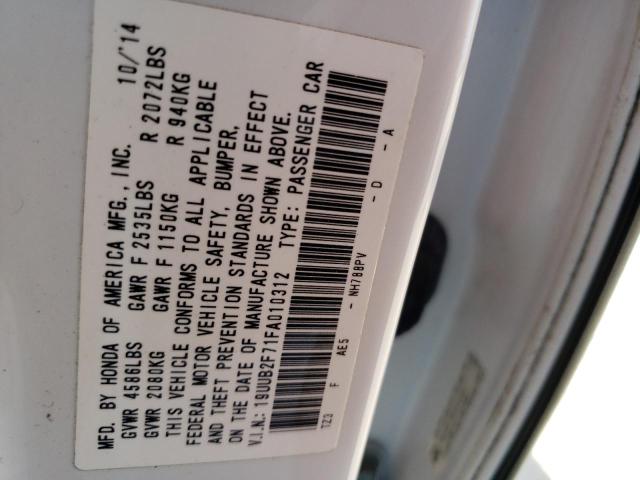 MFD. BY HONDA OF AMERICA MFG., INC. 10/'14
GVWR 4586LBS GAWR F 2535LBS R 2072LBS
GVWR 2080KG GAWR F 1150KG R 940KG
THIS VEHICLE CONFORMS TO ALL APPLICABLE
FEDERAL MOTOR VEHICLE SAFETY, BUMPER,
AND THEFT PREVENTION STANDARDS IN EFFECT
ON THE DATE OF MANUFACTURE SHOWN ABOVE.
V.I.N.: 19UUB2F71FA010312 TYPE: PASSENGER CAR
TZ3 F AE5 - NH788PV - D - A